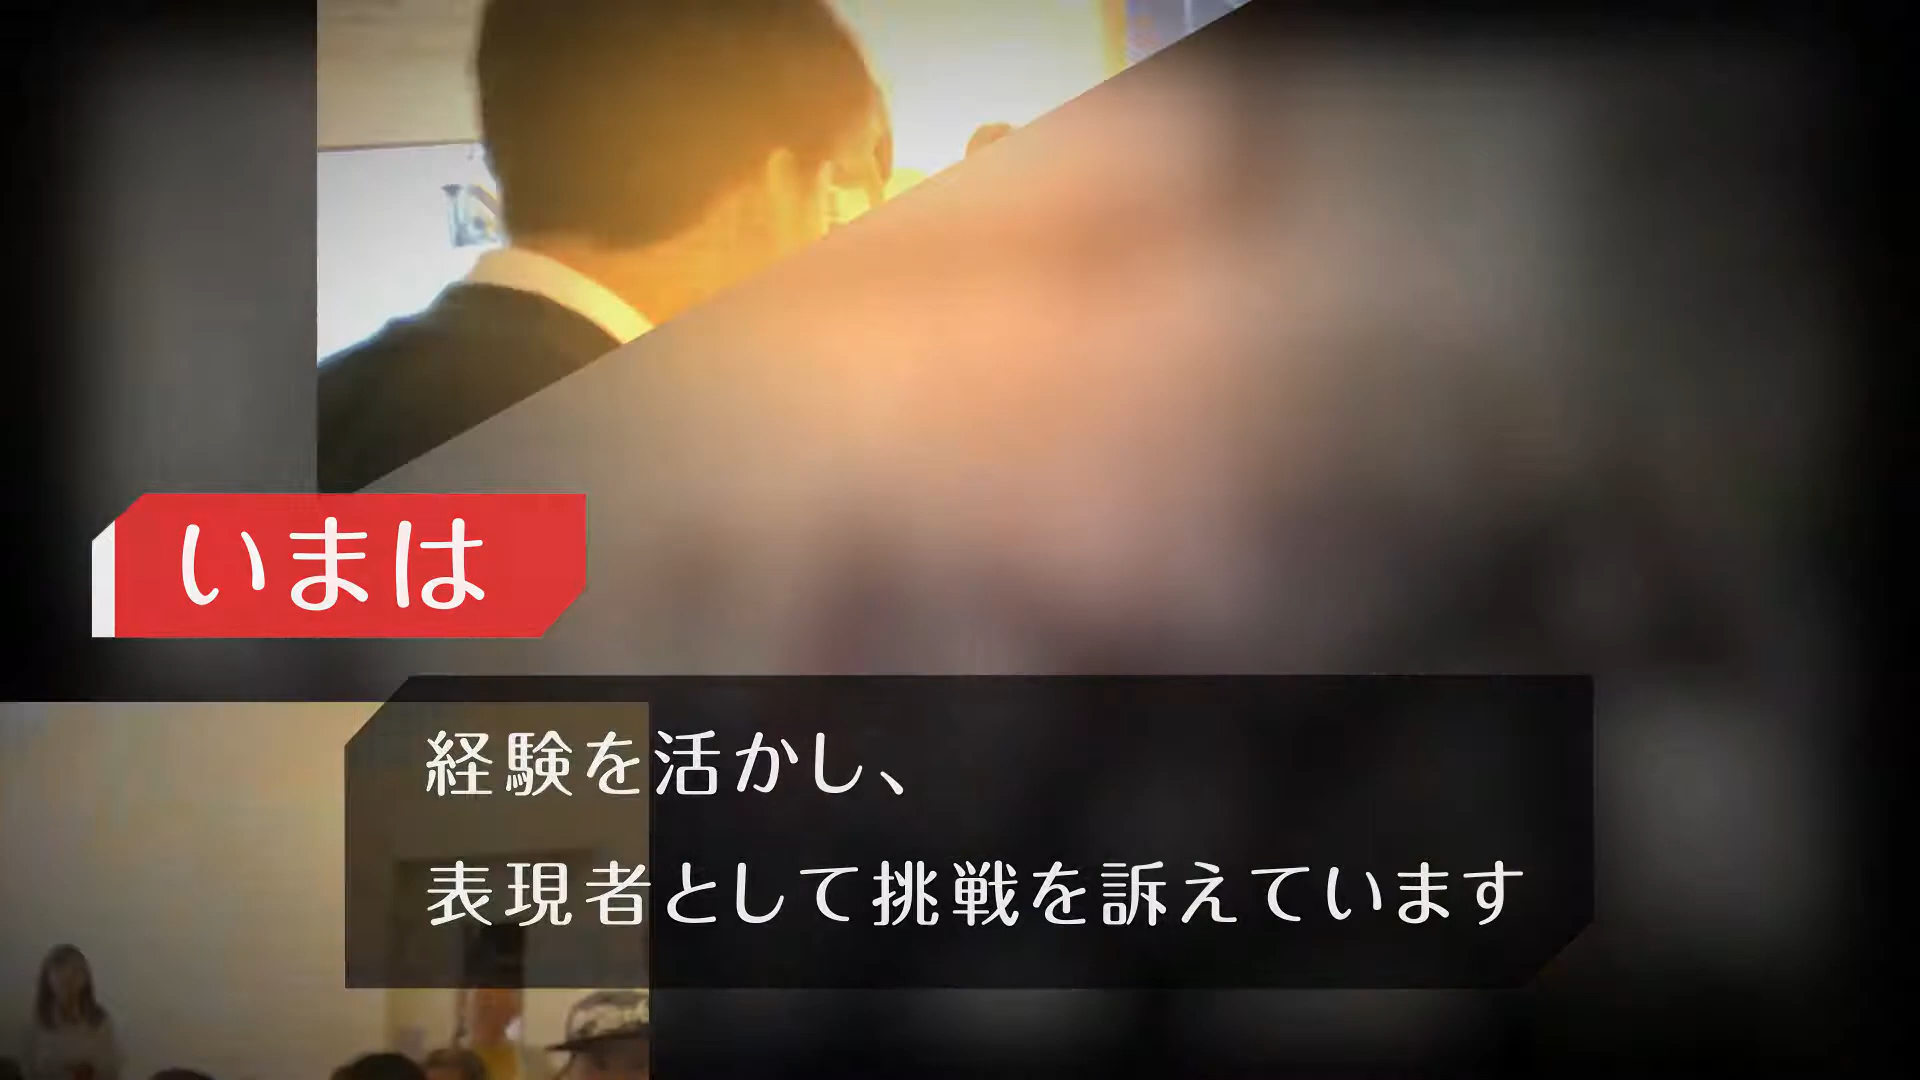 いまは
経験を活かし、
表現者として挑戦を訴えています